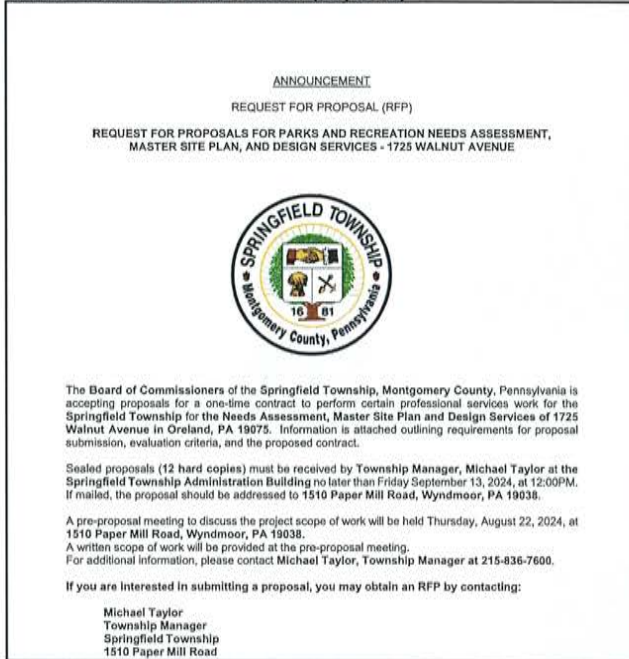 ANNOUNCEMENT
REQUEST FOR PROPOSAL (RFP)
REQUEST FOR PROPOSALS FOR PARKS AND RECREATION NEEDS ASSESSMENT,
MASTER SITE PLAN, AND DESIGN SERVICES - 1725 WALNUT AVENUE
SPRINGFIELD TOWNSHIP
16 81
Montgomery County, Pennsylvania
The Board of Commissioners of the Springfield Township, Montgomery County, Pennsylvania is
accepting proposals for a one-time contract to perform certain professional services work for the
Springfield Township for the Needs Assessment, Master Site Plan and Design Services of 1725
Walnut Avenue in Oreland, PA 19075. Information is attached outlining requirements for proposal
submission, evaluation criteria, and the proposed contract.
Sealed proposals (12 hard copies) must be received by Township Manager, Michael Taylor at the
Springfield Township Administration Building no later than Friday September 13, 2024, at 12:00PM.
If mailed, the proposal should be addressed to 1510 Paper Mill Road, Wyndmoor, PA 19038.
A pre-proposal meeting to discuss the project scope of work will be held Thursday, August 22, 2024, at
1510 Paper Mill Road, Wyndmoor, PA 19038.
A written scope of work will be provided at the pre-proposal meeting.
For additional information, please contact Michael Taylor, Township Manager at 215-836-7600.
If you are interested in submitting a proposal, you may obtain an RFP by contacting:
Michael Taylor
Township Manager
Springfield Township
1510 Paper Mill Road